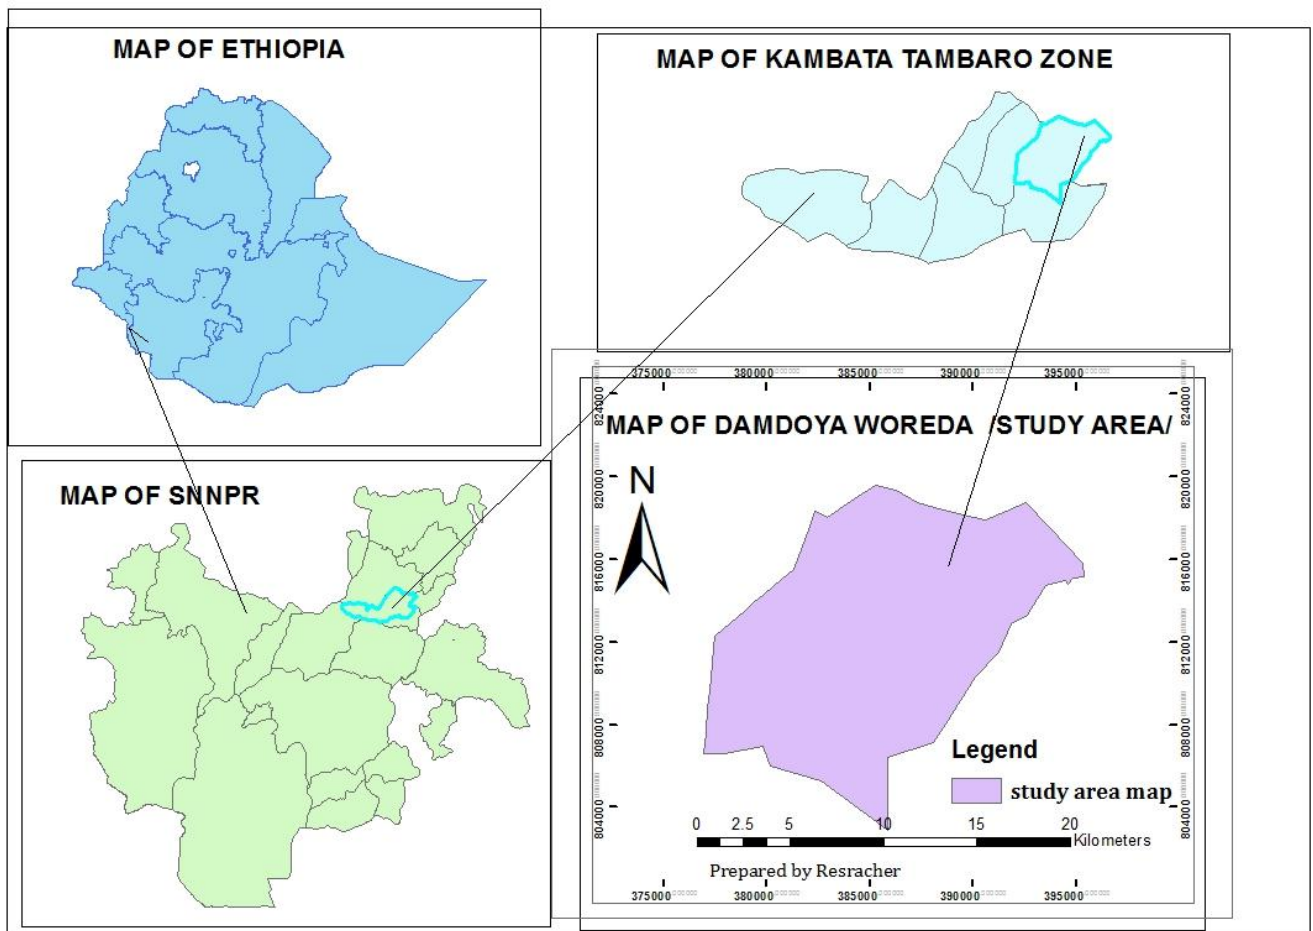 MAP OF ETHIOPIA
MAP OF KAMBATA TAMBARO ZONE
MAP OF SNNPR
375000 380000 385000 390000 395000
824000
824000
MAP OF DAMDOYA WOREDA /STUDY AREA/
N
820000
820000
816000
816000
812000
812000
808000
808000
804000
804000
Legend
study area map
0 2.5 5 10 15 20
Kilometers
Prepared by Resracher
375000 380000 385000 390000 395000